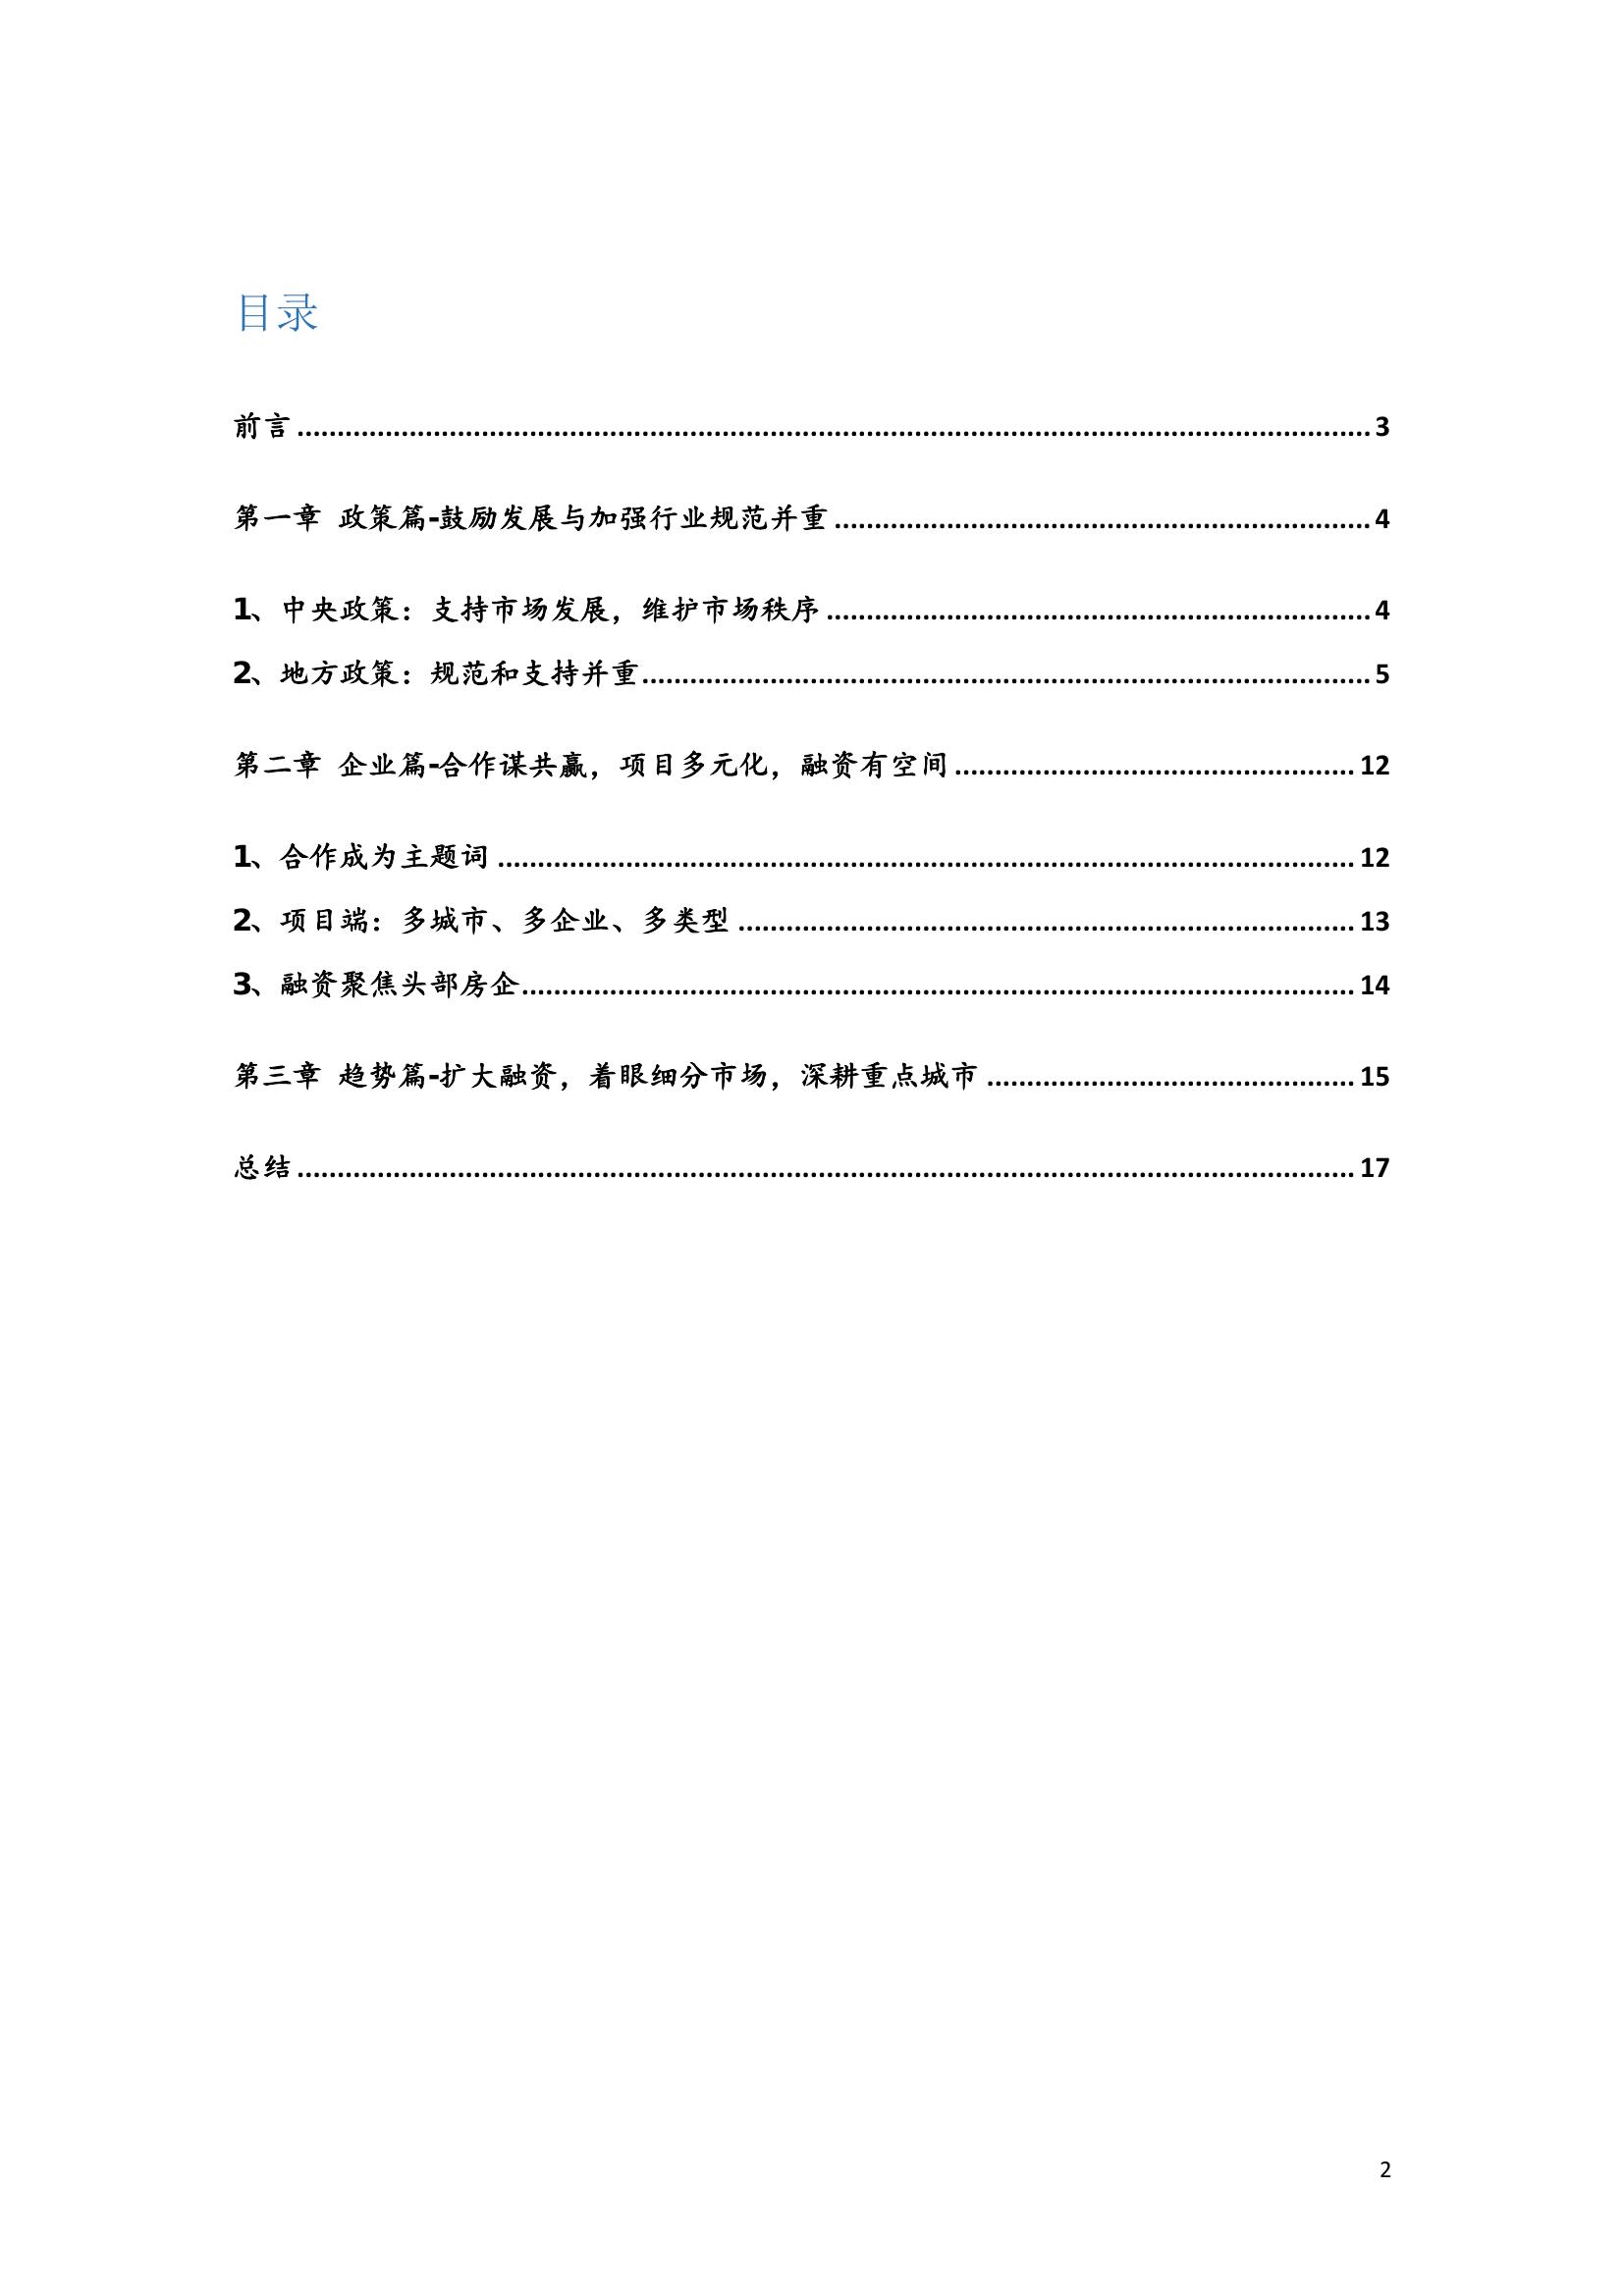 目录
前言 ........................................................................................................................................ 3
第一章 政策篇-鼓励发展与加强行业规范并重 .................................................................... 4
1、中央政策：支持市场发展，维护市场秩序 ..................................................................... 4
2、地方政策：规范和支持并重 ............................................................................................ 5
第二章 企业篇-合作谋共赢，项目多元化，融资有空间 ................................................... 12
1、合作成为主题词 ............................................................................................................. 12
2、项目端：多城市、多企业、多类型 .............................................................................. 13
3、融资聚焦头部房企 ......................................................................................................... 14
第三章 趋势篇-扩大融资，着眼细分市场，深耕重点城市 ............................................... 15
总结 ...................................................................................................................................... 17
2